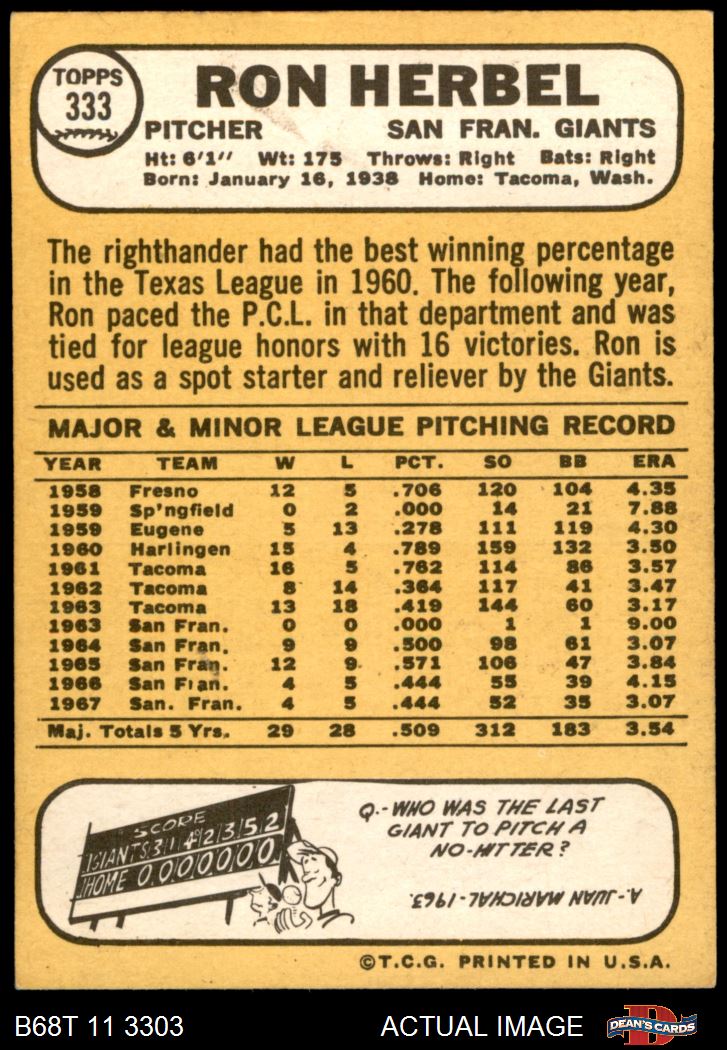 TOPPS
333
RON HERBEL
PITCHER SAN FRAN. GIANTS
Ht: 6'1" Wt: 175 Throws: Right Bats: Right
Born: January 16, 1938 Home: Tacoma, Wash.
The righthander had the best winning percentage
in the Texas League in 1960. The following year,
Ron paced the P.C.L. in that department and was
tied for league honors with 16 victories. Ron is
used as a spot starter and reliever by the Giants.
MAJOR & MINOR LEAGUE PITCHING RECORD
YEAR TEAM W L PCT. SO BB ERA
1958 Fresno 12 5 .706 120 104 4.35
1959 Sp'ngfield 0 2 .000 14 21 7.88
1959 Eugene 5 13 .278 111 119 4.30
1960 Harlingen 15 4 .789 159 132 3.50
1961 Tacoma 16 5 .762 114 86 3.57
1962 Tacoma 8 14 .364 117 41 3.47
1963 Tacoma 13 18 .419 144 60 3.17
1963 San Fran. 0 0 .000 1 1 9.00
1964 San Fran. 9 9 .500 98 61 3.07
1965 San Fran. 12 9 .571 106 47 3.84
1966 San Fran. 4 5 .444 55 39 4.15
1967 San. Fran. 4 5 .444 52 35 3.07
Maj. Totals 5 Yrs. 29 28 .509 312 183 3.54
SCORE
GIANTS 3 1 4 2 3 5 2
HOME 0 0 0 0 0 0 0
Q.- WHO WAS THE LAST
GIANT TO PITCH A
NO-HITTER?
A.- JUAN MARICHAL - 1963.
©T.C.G. PRINTED IN U.S.A.
B68T 11 3303 ACTUAL IMAGE DEAN'S CARDS